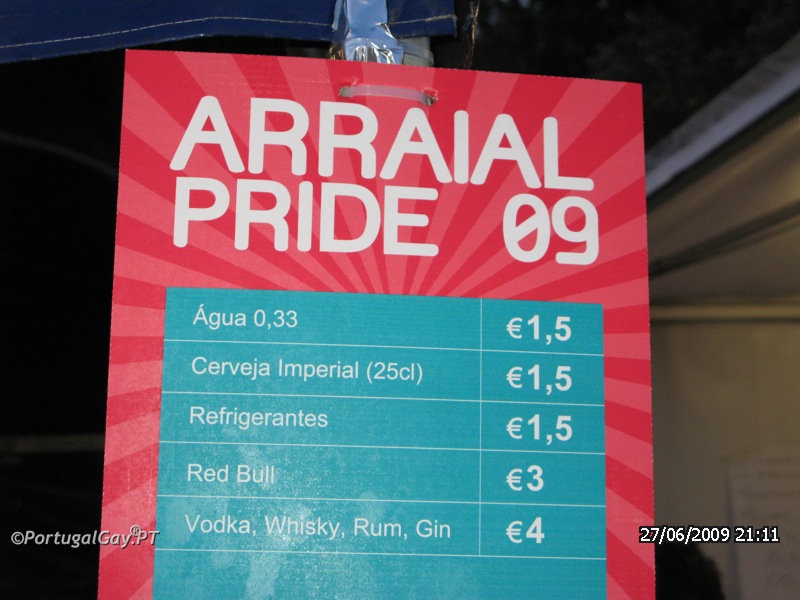 ARRAIAL
PRIDE 09
Água 0,33 €1,5
Cerveja Imperial (25cl) €1,5
Refrigerantes €1,5
Red Bull €3
Vodka, Whisky, Rum, Gin €4
©PortugalGay®.PT
27/06/2009 21:11